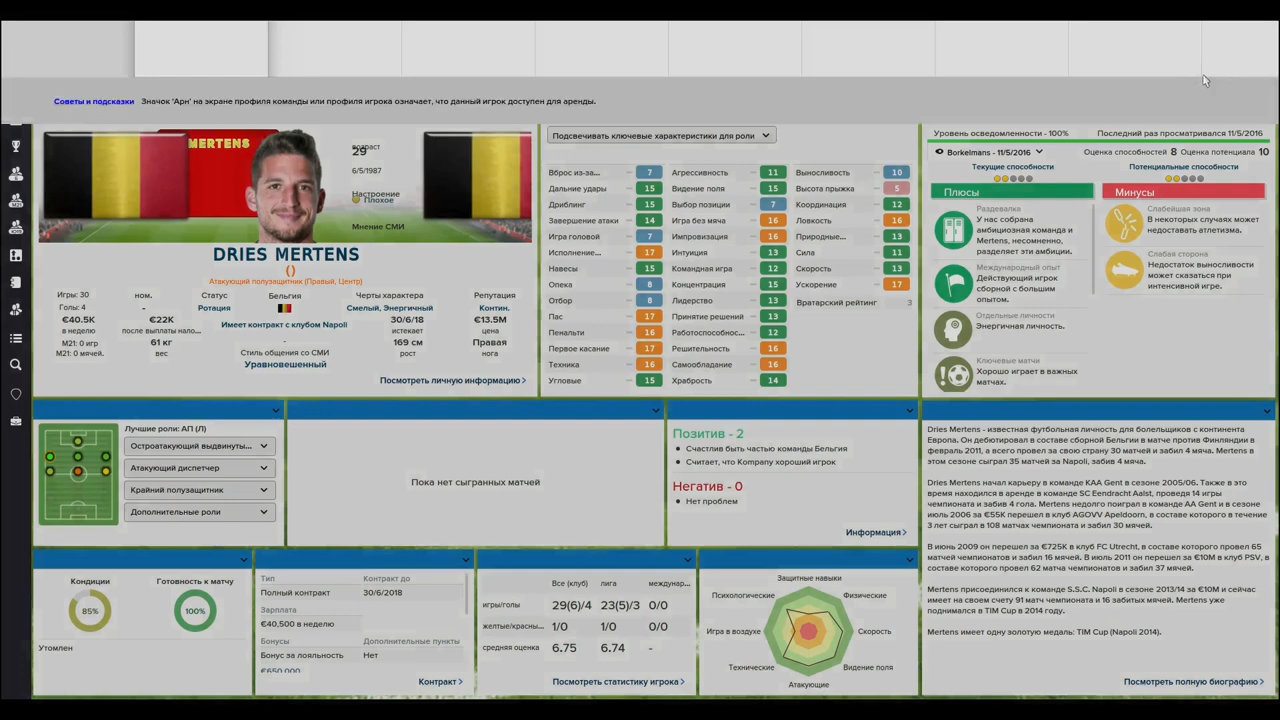 Советы и подсказки Значок 'Арн' на экране профиля команды или профиля игрока означает, что данный игрок доступен для аренды.
MERTENS
возраст
29
6/5/1987
Настроение
Плохое
Мнение СМИ
DRIES MERTENS
()
Атакующий полузащитник (Правый, Центр)
Игры: 30
Голы: 4
ном.
-
Статус
Ротация
Бельгия
Черты характера
Смелый, Энергичный
Репутация
Контин.
€40.5K
в неделю
€22K
после выплаты нало...
Имеет контракт с клубом Napoli
30/6/18
истекает
€13.5M
цена
М21: 0 игр
М21: 0 мячей.
61 кг
вес
-
Стиль общения со СМИ
Уравновешенный
169 см
рост
Правая
нога
Посмотреть личную информацию
Подсвечивать ключевые характеристики для роли
Вброс из-за... 7
Дальние удары 15
Дриблинг 15
Завершение атаки 14
Игра головой 7
Исполнение... 17
Навесы 15
Опека 8
Отбор 8
Пас 17
Пенальти 16
Первое касание 17
Техника 16
Угловые 15
Агрессивность 11
Видение поля 15
Выбор позиции 7
Игра без мяча 16
Импровизация 16
Интуиция 13
Командная игра 12
Концентрация 15
Лидерство 13
Принятие решений 13
Работоспособнос... 12
Решительность 16
Самообладание 16
Храбрость 14
Выносливость 10
Высота прыжка 5
Координация 12
Ловкость 16
Природные... 13
Сила 11
Скорость 13
Ускорение 17
Вратарский рейтинг 3
Уровень осведомленности - 100% Последний раз просматривался 11/5/2016
Borkelmans - 11/5/2016 Оценка способностей 8 Оценка потенциала 10
Текущие способности
Потенциальные способности
Плюсы
Минусы
Раздевалка
У нас собрана
амбициозная команда и
Mertens, несомненно,
разделяет эти амбиции.
Международный опыт
Действующий игрок
сборной с большим
опытом.
Отдельные личности
Энергичная личность.
Ключевые матчи
Хорошо играет в важных
матчах.
Слабейшая зона
В некоторых случаях может
недоставать атлетизма.
Слабая сторона
Недостаток выносливости
может сказаться при
интенсивной игре.
Лучшие роли: АП (Л)
Остроатакующий выдвинуты...
Атакующий диспетчер
Крайний полузащитник
Дополнительные роли
Пока нет сыгранных матчей
Позитив - 2
Счастлив быть частью команды Бельгия
Считает, что Kompany хороший игрок
Негатив - 0
Нет проблем
Информация
Dries Mertens - известная футбольная личность для болельщиков с континента
Европа. Он дебютировал в составе сборной Бельгии в матче против Финляндии в
февраль 2011, а всего провел за свою страну 30 матчей и забил 4 мяча. Mertens в
этом сезоне сыграл 35 матчей за Napoli, забив 4 мяча.
Mertens начал карьеру в команде KAA Gent в сезоне 2005/06. Также в это
время находился в аренде в команде SC Eendracht Aalst, проведя 14 игры
чемпионата и забив 4 гола. Mertens недолго поиграл в команде AA Gent и в сезоне
июль 2006 за €55K перешел в клуб AGOVV Apeldoorn, в составе которого в течение
3 лет сыграл в 108 матчах чемпионата и забил 30 мячей.
В июнь 2009 он перешел за €725K в клуб FC Utrecht, в составе которого провел 65
матчей чемпионатов и забил 16 мячей. В июль 2011 он перешел за €10M в клуб PSV, в
составе которого провел 62 матча чемпионатов и забил 37 мячей.
Mertens присоединился к команде S.S.C. Napoli в сезоне 2013/14 за €10M и сейчас
имеет на своем счету 91 матч чемпионата и 16 забитых мячей. Mertens уже
поднимался в TIM Cup в 2014 году.
Mertens имеет одну золотую медаль: TIM Cup (Napoli 2014).
Посмотреть полную биографию
Кондиции
85%
Готовность к матчу
100%
Утомлен
Тип
Полный контракт
Контракт до
30/6/2018
Зарплата
€40,500 в неделю
Бонусы
Бонус за лояльность
€650,000
Дополнительные пункты
Нет
Контракт
Все (клуб) лига междунар...
игры/голы 29(6)/4 23(5)/3 0/0
желтые/красны... 1/0 1/0 0/0
средняя оценка 6.75 6.74 -
Посмотреть статистику игрока
Защитные навыки
Психологические
Физические
Игра в воздухе
Скорость
Технические
Видение поля
Атакующие